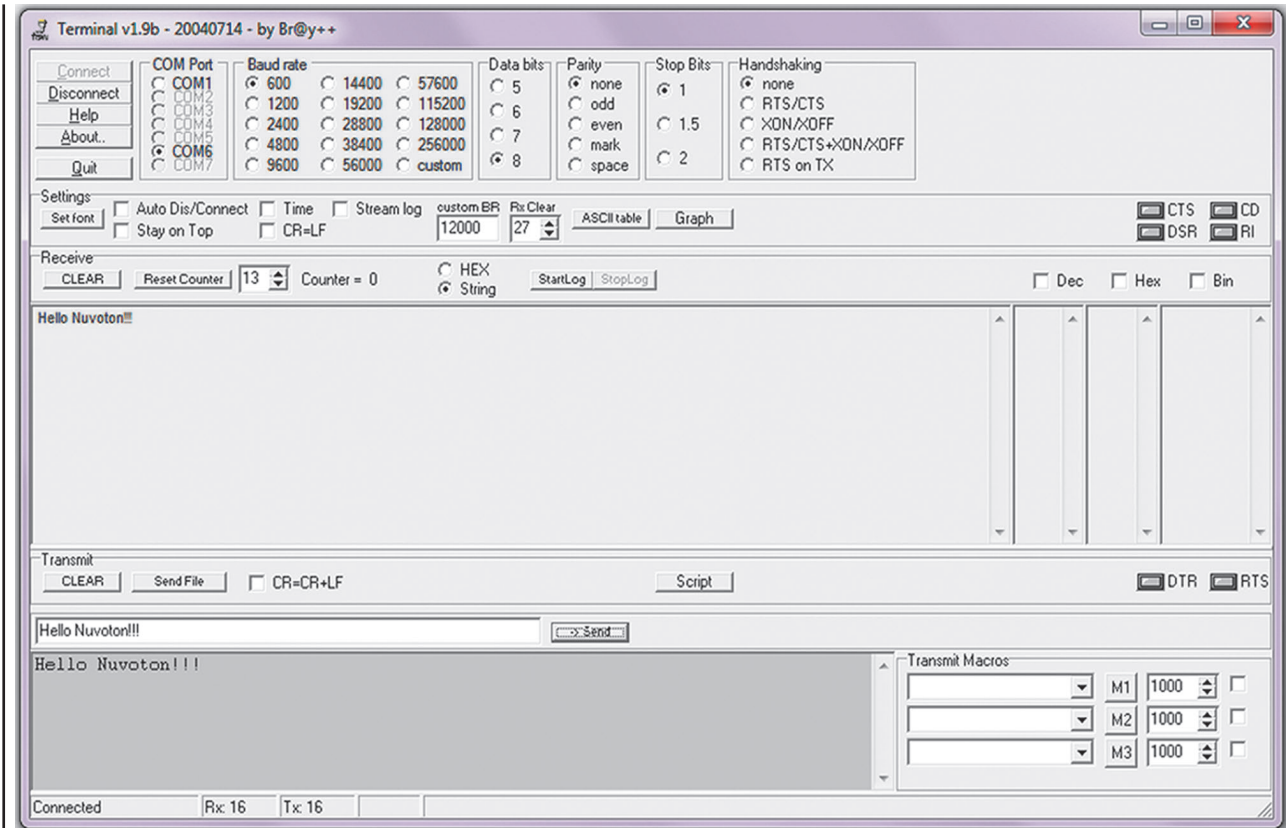 Terminal v1.9b - 20040714 - by Br@y++
Connect
Disconnect
Help
About..
Quit
COM Port
COM1
COM2
COM3
COM4
COM5
COM6
COM7
Baud rate
600 14400 57600
1200 19200 115200
2400 28800 128000
4800 38400 256000
9600 56000 custom
Data bits
5
6
7
8
Parity
none
odd
even
mark
space
Stop Bits
1
1.5
2
Handshaking
none
RTS/CTS
XON/XOFF
RTS/CTS+XON/XOFF
RTS on TX
Settings
Set font
Auto Dis/Connect Time Stream log
Stay on Top CR=LF
custom BR Rx Clear
12000 27
ASCII table Graph
CTS CD
DSR RI
Receive
CLEAR Reset Counter 13 Counter = 0
HEX
String
StartLog StopLog
Dec Hex Bin
Hello Nuvoton!!!
Transmit
CLEAR Send File CR=CR+LF Script DTR RTS
Hello Nuvoton!!! -> Send
Hello Nuvoton!!!
Transmit Macros
M1 1000
M2 1000
M3 1000
Connected Rx: 16 Tx: 16